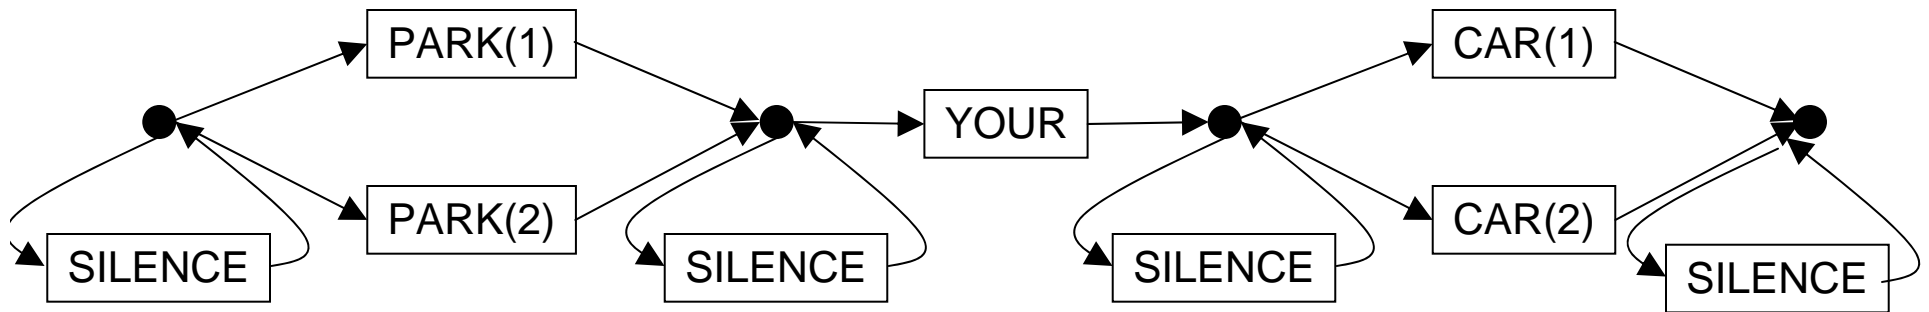 PARK(1)
CAR(1)
YOUR
PARK(2)
CAR(2)
SILENCE
SILENCE
SILENCE
SILENCE